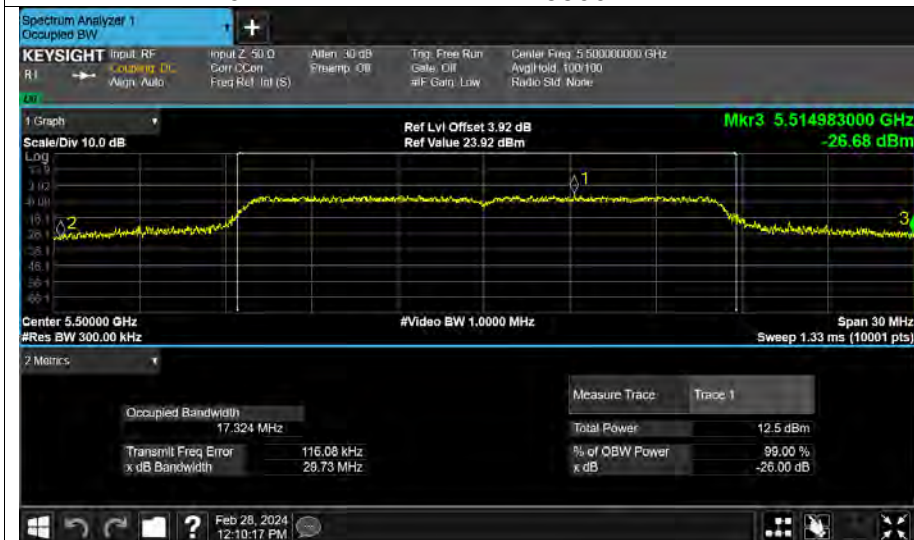 Spectrum Analyzer 1
Occupied BW
+
KEYSIGHT Input: RF Input Z: 50 Ω Atten: 30 dB Trig: Free Run Center Freq: 5.500000000 GHz
Coupling: DC Corr CCorr Preamp: Off Gate: Off Avg|Hold: 100/100
Align: Auto Freq Ref: Int (S) #IF Gain: Low Radio Std: None
1 Graph
Ref Lvl Offset 3.92 dB Mkr3 5.514983000 GHz
Scale/Div 10.0 dB Ref Value 23.92 dBm -26.68 dBm
Log
1
2
3
Center 5.50000 GHz #Video BW 1.0000 MHz Span 30 MHz
#Res BW 300.00 kHz Sweep 1.33 ms (10001 pts)
2 Metrics
Measure Trace Trace 1
Occupied Bandwidth
17.324 MHz Total Power 12.5 dBm
Transmit Freq Error 116.08 kHz % of OBW Power 99.00 %
x dB Bandwidth 29.73 MHz x dB -26.00 dB
? Feb 28, 2024
12:10:17 PM